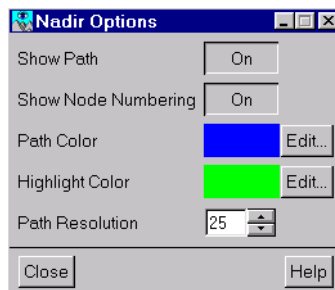 Nadir Options
Show Path On
Show Node Numbering On
Path Color Edit...
Highlight Color Edit...
Path Resolution 25
Close Help